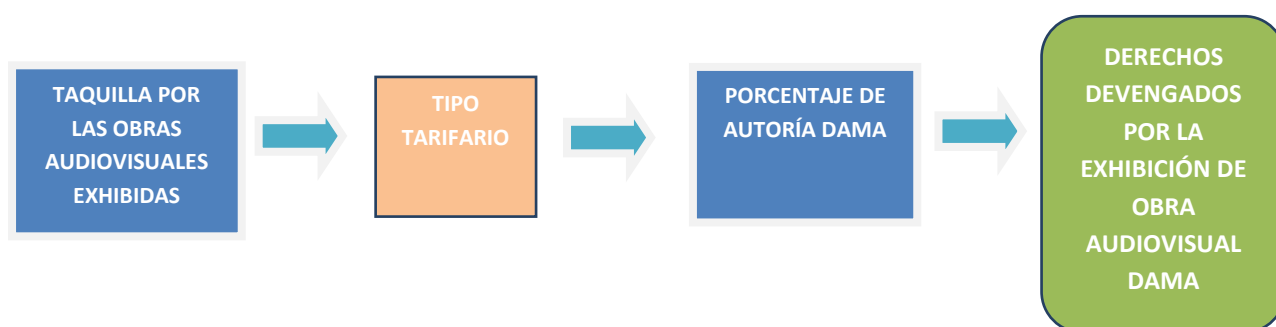 TAQUILLA POR
LAS OBRAS
AUDIOVISUALES
EXHIBIDAS
TIPO
TARIFARIO
PORCENTAJE DE
AUTORÍA DAMA
DERECHOS
DEVENGADOS
POR LA
EXHIBICIÓN DE
OBRA
AUDIOVISUAL
DAMA